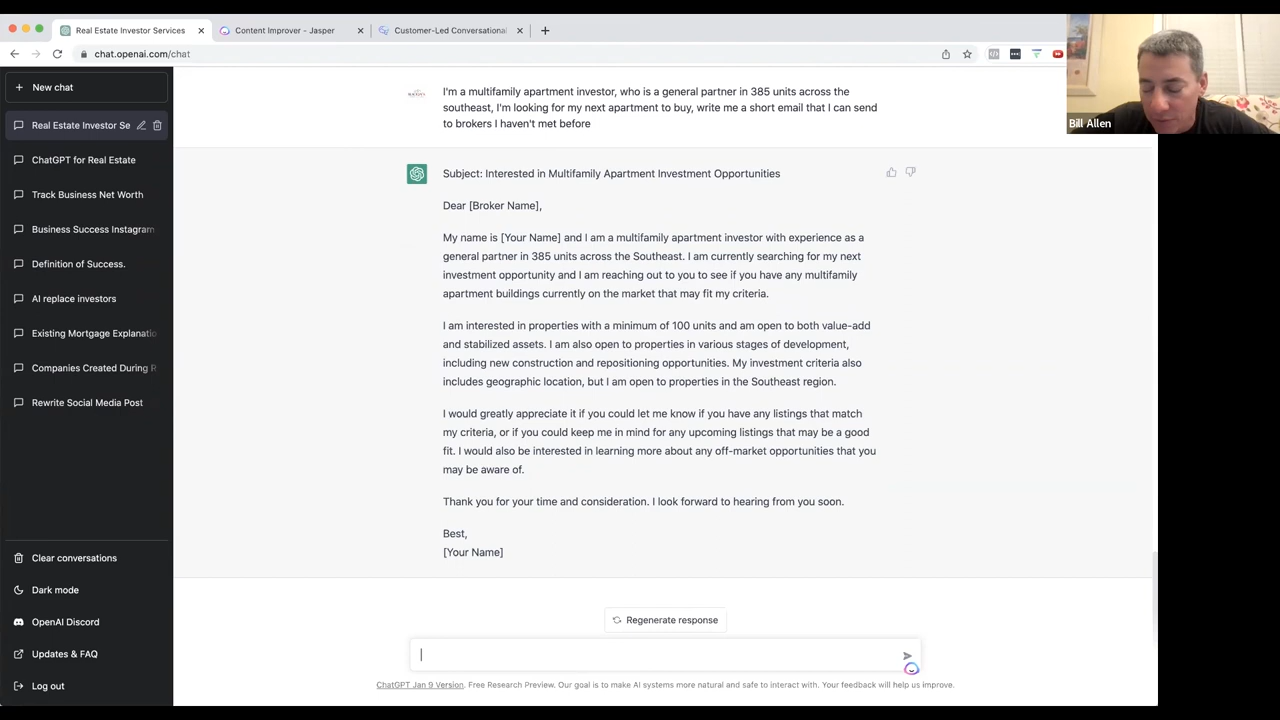 Real Estate Investor Services
Content Improver - Jasper
Customer-Led Conversational
chat.openai.com/chat
Bill Allen
New chat
Real Estate Investor Se
ChatGPT for Real Estate
Track Business Net Worth
Business Success Instagram
Definition of Success.
AI replace investors
Existing Mortgage Explanatio
Companies Created During R
Rewrite Social Media Post
Clear conversations
Dark mode
OpenAI Discord
Updates & FAQ
Log out
I'm a multifamily apartment investor, who is a general partner in 385 units across the
southeast, I'm looking for my next apartment to buy, write me a short email that I can send
to brokers I haven't met before
Subject: Interested in Multifamily Apartment Investment Opportunities
Dear [Broker Name],
My name is [Your Name] and I am a multifamily apartment investor with experience as a
general partner in 385 units across the Southeast. I am currently searching for my next
investment opportunity and I am reaching out to you to see if you have any multifamily
apartment buildings currently on the market that may fit my criteria.
I am interested in properties with a minimum of 100 units and am open to both value-add
and stabilized assets. I am also open to properties in various stages of development,
including new construction and repositioning opportunities. My investment criteria also
includes geographic location, but I am open to properties in the Southeast region.
I would greatly appreciate it if you could let me know if you have any listings that match
my criteria, or if you could keep me in mind for any upcoming listings that may be a good
fit. I would also be interested in learning more about any off-market opportunities that you
may be aware of.
Thank you for your time and consideration. I look forward to hearing from you soon.
Best,
[Your Name]
Regenerate response
ChatGPT Jan 9 Version. Free Research Preview. Our goal is to make AI systems more natural and safe to interact with. Your feedback will help us improve.